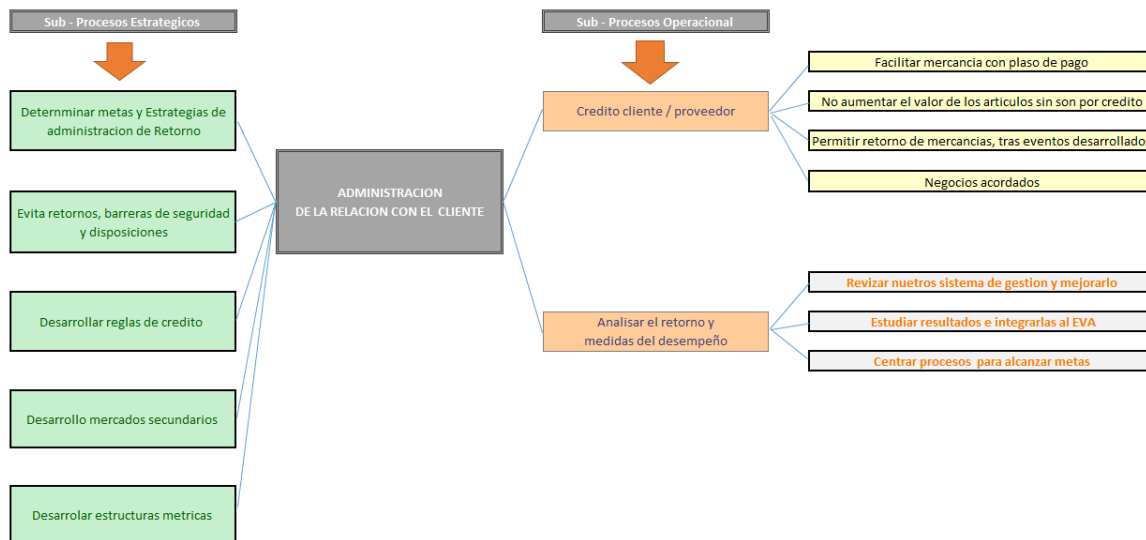 Sub - Procesos Estrategicos
Sub - Procesos Operacional
Deternminar metas y Estrategias de
administracion de Retorno
Evita retornos, barreras de seguridad
y disposiciones
Desarrollar reglas de credito
Desarrollo mercados secundarios
Desarrolar estructuras metricas
ADMINISTRACION
DE LA RELACION CON EL CLIENTE
Credito cliente / proveedor
Analisar el retorno y
medidas del desempeño
Facilitar mercancia con plaso de pago
No aumentar el valor de los articulos sin son por credito
Permitir retorno de mercancias, tras eventos desarrollados
Negocios acordados
Revizar nuetros sistema de gestion y mejorarlo
Estudiar resultados e integrarlas al EVA
Centrar procesos para alcanzar metas